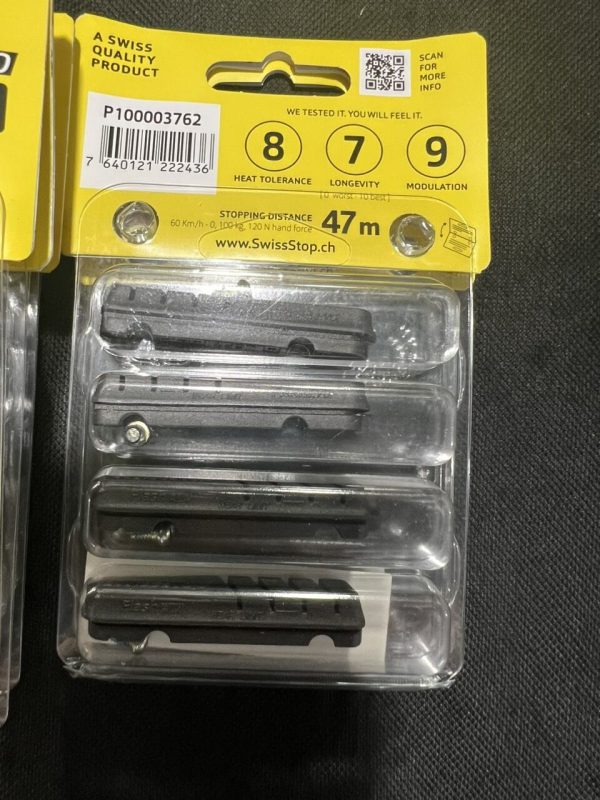 A SWISS
QUALITY
PRODUCT
SCAN
FOR
MORE
INFO
P100003762
7 640121 222436
WE TESTED IT. YOU WILL FEEL IT.
8 7 9
HEAT TOLERANCE LONGEVITY MODULATION
[0 worst - 10 best]
STOPPING DISTANCE 47 m
60 Km/h - 0, 100 kg, 120 N hand force
www.SwissStop.ch